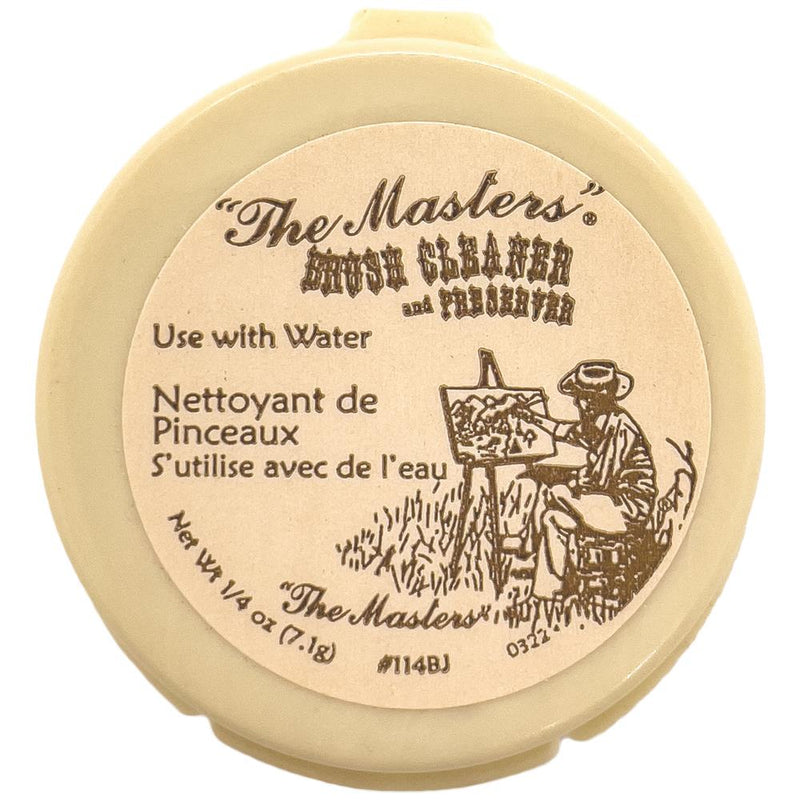 "The Masters"®
BRUSH CLEANER
and PRESERVER
Use with Water
Nettoyant de
Pinceaux
S'utilise avec de l'eau
Net Wt 1/4 oz (7.1g)
"The Masters"
#114BJ
0322